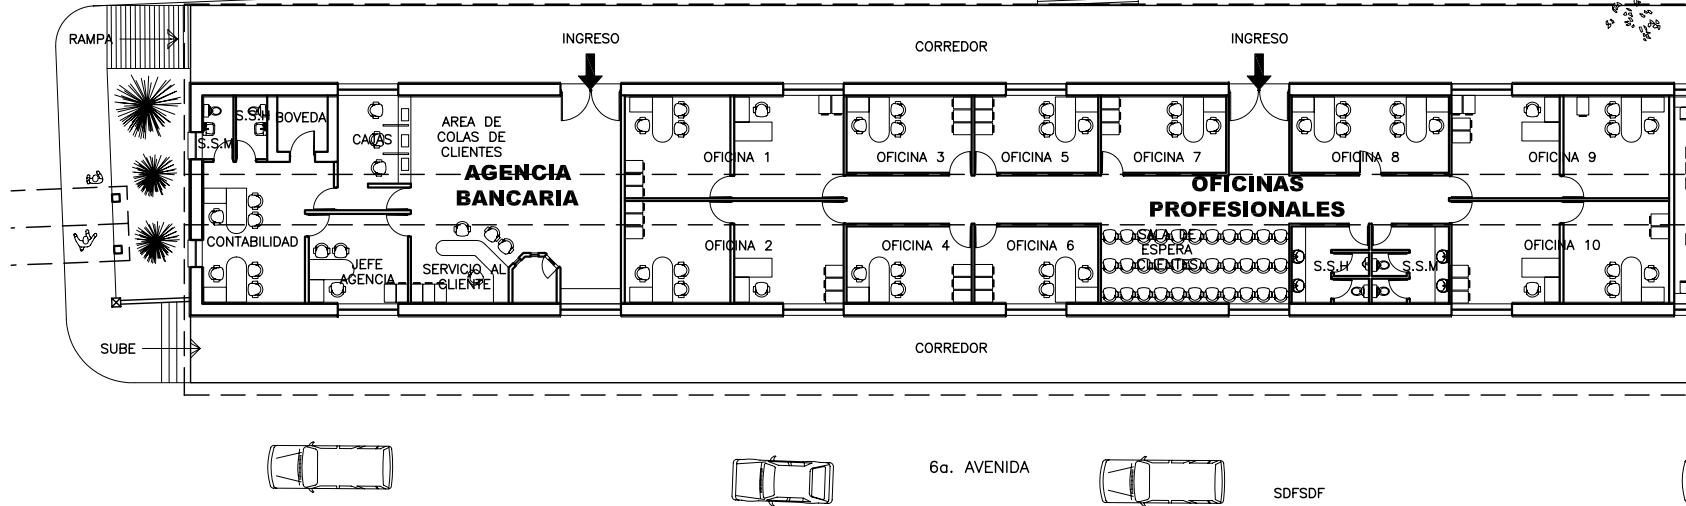 RAMPA
INGRESO
CORREDOR
INGRESO
S.S.H
BOVEDA
S.S.M
CAJAS
AREA DE
COLAS DE
CLIENTES
AGENCIA
BANCARIA
OFICINA 1
OFICINA 3
OFICINA 5
OFICINA 7
OFICINA 8
OFICINA 9
OFICINAS
PROFESIONALES
CONTABILIDAD
JEFE
AGENCIA
SERVICIO AL
CLIENTE
OFICINA 2
OFICINA 4
OFICINA 6
SALA DE
ESPERA
CLIENTES
S.S.H
S.S.M
OFICINA 10
SUBE
CORREDOR
6a. AVENIDA
SDFSDF